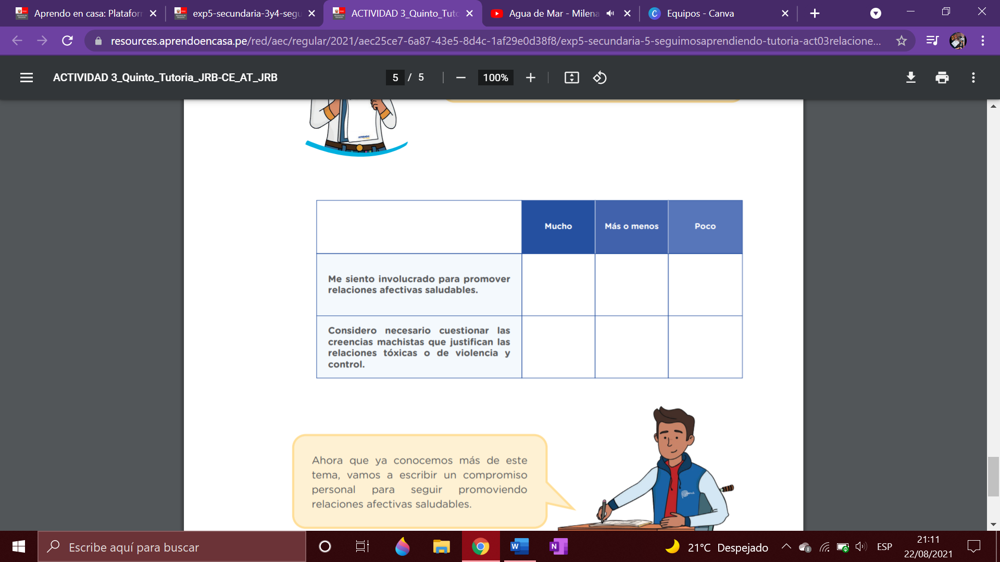 Aprendo en casa: Platafor
exp5-secundaria-3y4-segu
ACTIVIDAD 3_Quinto_Tuto
Agua de Mar - Milena
Equipos - Canva
resources.aprendoencasa.pe/red/aec/regular/2021/aec25ce7-6a87-43e5-8d4c-1af29e0d38f8/exp5-secundaria-5-seguimosaprendiendo-tutoria-act03relacione...
ACTIVIDAD 3_Quinto_Tutoria_JRB-CE_AT_JRB
5 / 5
100%
APRENDO
Mucho
Más o menos
Poco
Me siento involucrado para promover
relaciones afectivas saludables.
Considero necesario cuestionar las
creencias machistas que justifican las
relaciones tóxicas o de violencia y
control.
Ahora que ya conocemos más de este
tema, vamos a escribir un compromiso
personal para seguir promoviendo
relaciones afectivas saludables.
Escribe aquí para buscar
21°C Despejado
ESP
21:11
22/08/2021